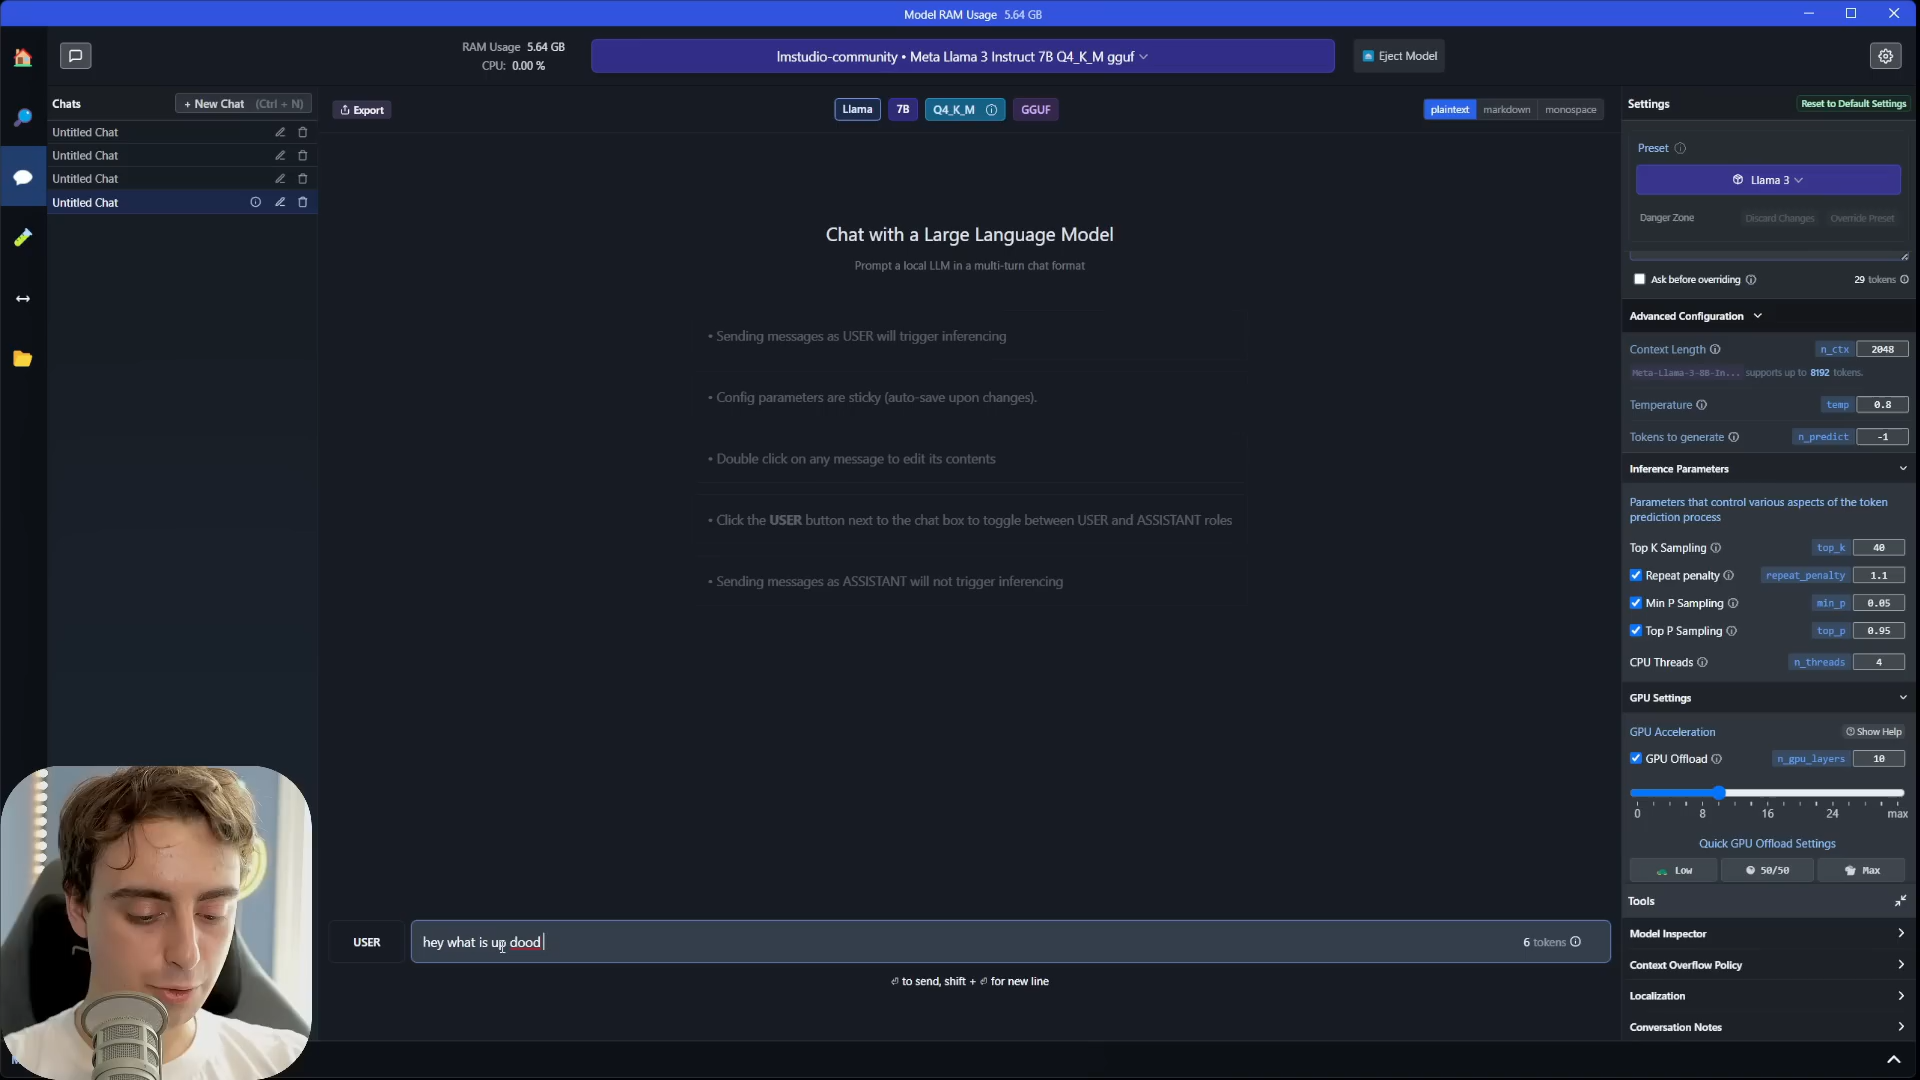 Model RAM Usage 5.64 GB
RAM Usage 5.64 GB
CPU: 0.00 %
lmstudio-community • Meta Llama 3 Instruct 7B Q4_K_M gguf
Eject Model
Chats
+ New Chat (Ctrl + N)
Export
Llama
7B
Q4_K_M
GGUF
plaintext
markdown
monospace
Settings
Reset to Default Settings
Untitled Chat
Untitled Chat
Untitled Chat
Untitled Chat
Preset
Llama 3
Danger Zone
Discard Changes
Override Preset
Chat with a Large Language Model
Prompt a local LLM in a multi-turn chat format
• Sending messages as USER will trigger inferencing
• Config parameters are sticky (auto-save upon changes).
• Double click on any message to edit its contents
• Click the USER button next to the chat box to toggle between USER and ASSISTANT roles
• Sending messages as ASSISTANT will not trigger inferencing
Ask before overriding
29 tokens
Advanced Configuration
Context Length n_ctx 2048
Meta-Llama-3-8B-In... supports up to 8192 tokens.
Temperature temp 0.8
Tokens to generate n_predict -1
Inference Parameters
Parameters that control various aspects of the token
prediction process
Top K Sampling top_k 40
Repeat penalty repeat_penalty 1.1
Min P Sampling min_p 0.05
Top P Sampling top_p 0.95
CPU Threads n_threads 4
GPU Settings
GPU Acceleration Show Help
GPU Offload n_gpu_layers 10
0 8 16 24 max
Quick GPU Offload Settings
Low 50/50 Max
Tools
Model Inspector
Context Overflow Policy
Localization
Conversation Notes
USER
hey what is up dood
6 tokens
⏎ to send, shift + ⏎ for new line